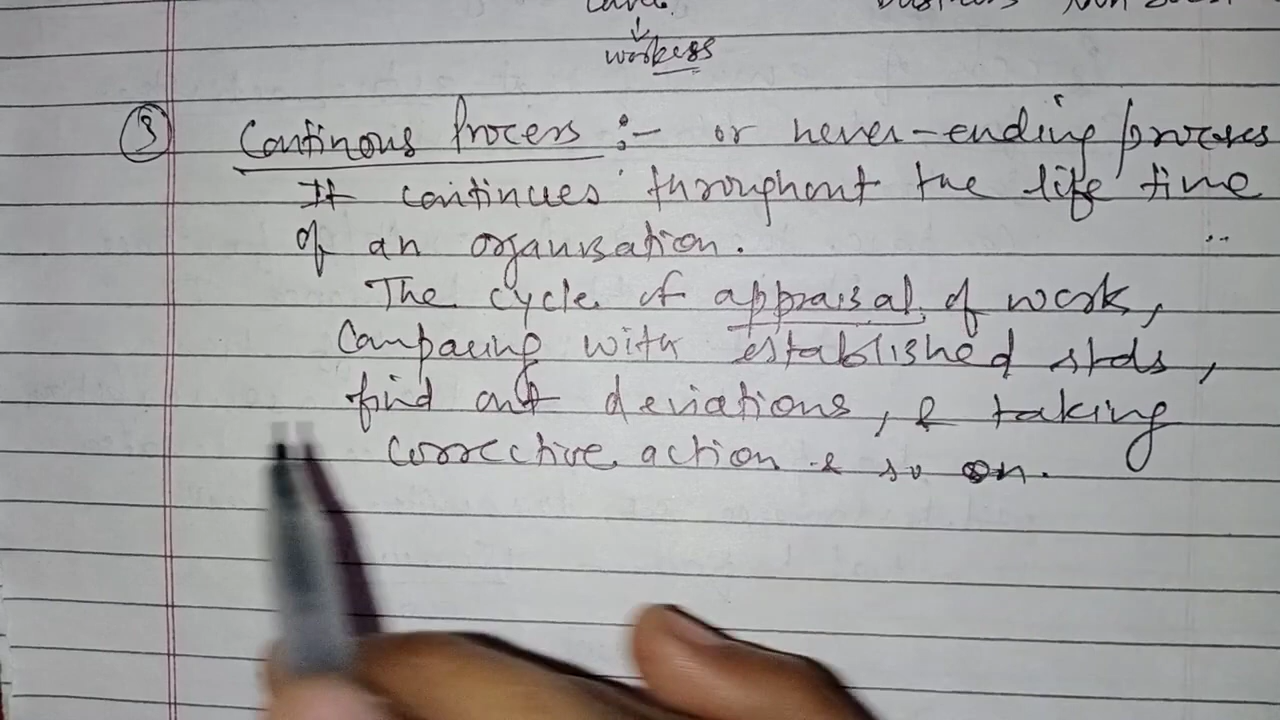 ↓
workers
③ Continous Process :- or never-ending process
It continues throughout the life time
of an organisation.
The cycle of appraisal of work,
Comparing with established stds,
find out deviations, & taking
corrective action & so on.